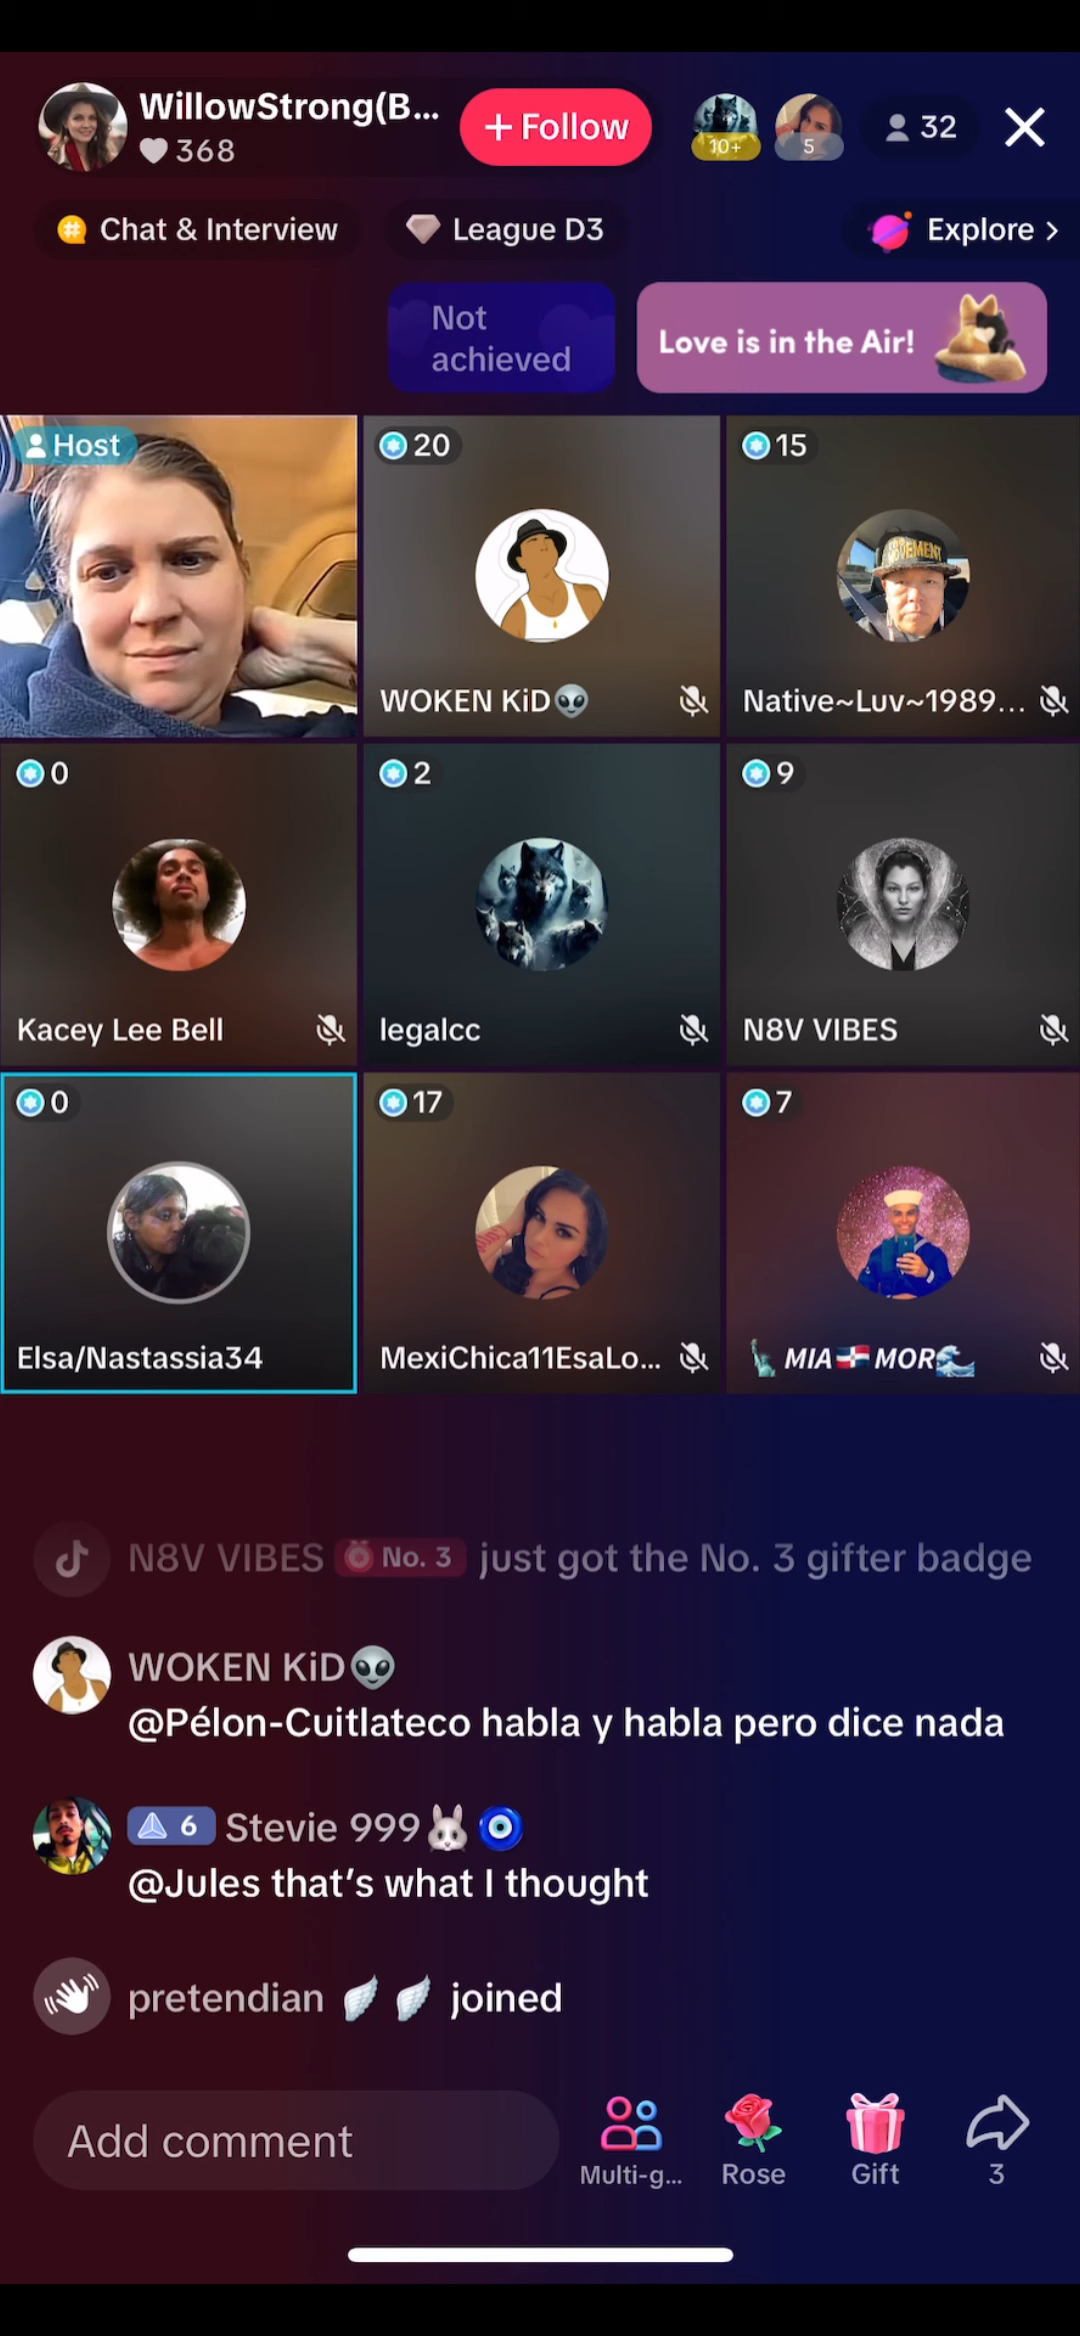 WillowStrong(B...
368
+ Follow
10+
5
32
Chat & Interview
League D3
Explore >
Not
achieved
Love is in the Air!
Host
20
15
WOKEN KiD👽
Native~Luv~1989...
0
2
9
Kacey Lee Bell
legalcc
N8V VIBES
0
17
7
Elsa/Nastassia34
MexiChica11EsaLo...
🗽MIA🇩🇴MOR🌊
N8V VIBES No. 3 just got the No. 3 gifter badge
WOKEN KiD👽
@Pélon-Cuitlateco habla y habla pero dice nada
6 Stevie 999🐰🧿
@Jules that's what I thought
pretendian 🪽 🪽 joined
Add comment
Multi-g...
Rose
Gift
3